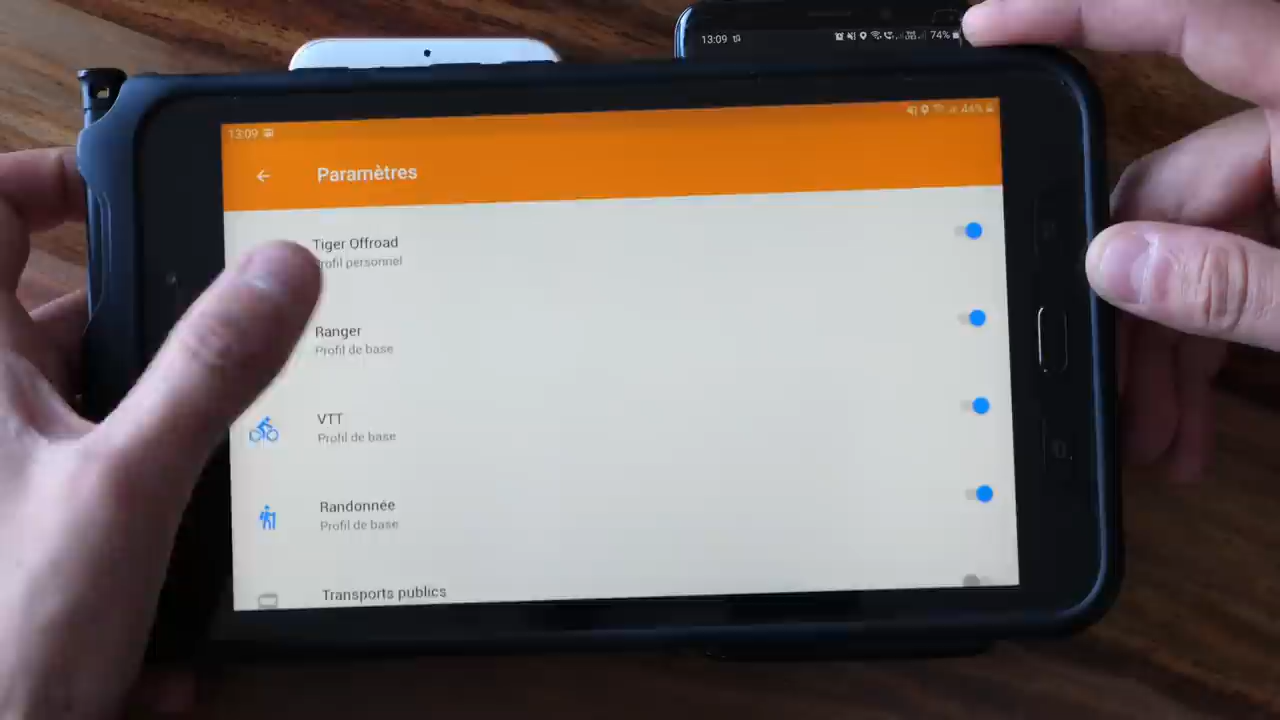 13:09
74%
13:09
44%
Paramètres
Tiger Offroad
rofil personnel
Ranger
Profil de base
VTT
Profil de base
Randonnée
Profil de base
Transports publics